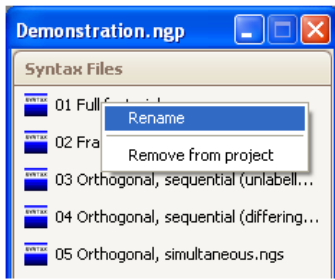 Demonstration.ngp
Syntax Files
01 Full
Rename
02 Fra
Remove from project
03 Orthogonal, sequential (unlabell...
04 Orthogonal, sequential (differing...
05 Orthogonal, simultaneous.ngs